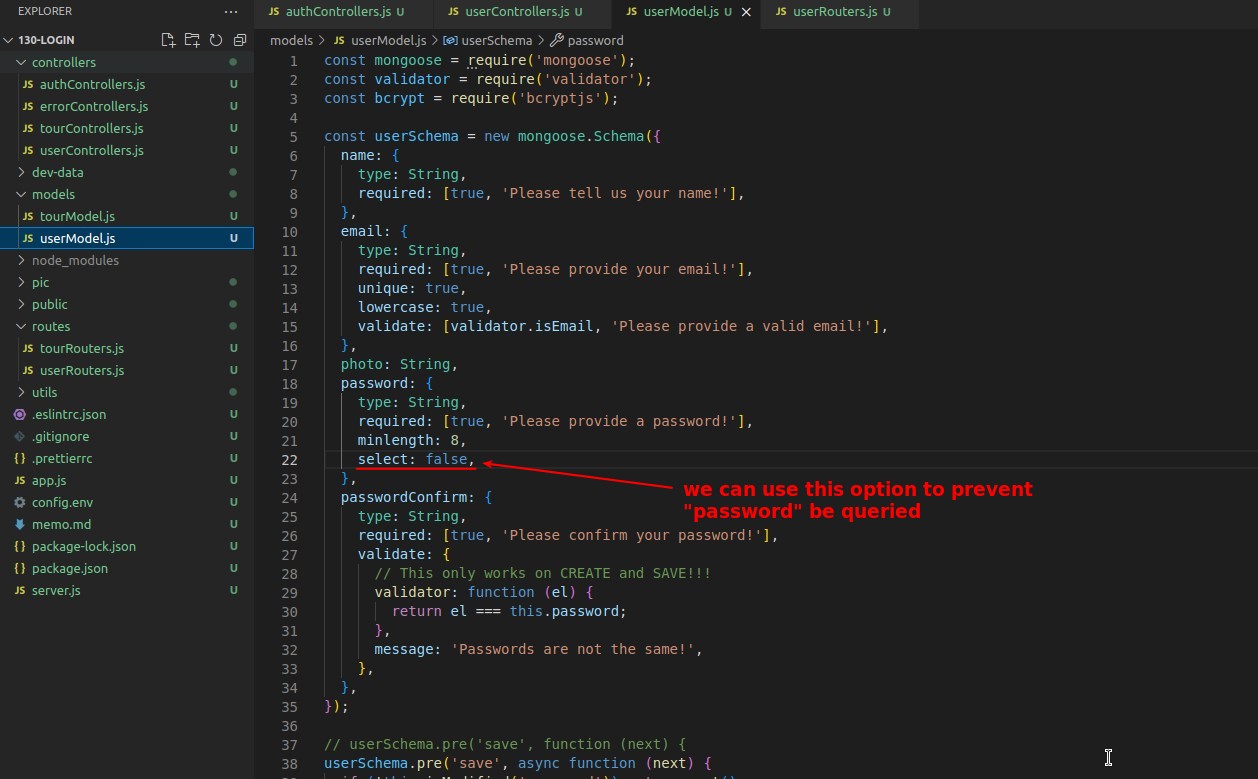 EXPLORER ···
130-LOGIN
controllers
JS authControllers.js U
JS errorControllers.js U
JS tourControllers.js U
JS userControllers.js U
dev-data
models
JS tourModel.js U
JS userModel.js U
node_modules
pic
public
routes
JS tourRouters.js U
JS userRouters.js U
utils
.eslintrc.json U
.gitignore U
{ } .prettierrc U
JS app.js U
config.env U
memo.md U
{ } package-lock.json U
{ } package.json U
JS server.js U
JS authControllers.js U JS userControllers.js U JS userModel.js U × JS userRouters.js U
models > JS userModel.js > userSchema > password
1 const mongoose = require('mongoose');
2 const validator = require('validator');
3 const bcrypt = require('bcryptjs');
4
5 const userSchema = new mongoose.Schema({
6 name: {
7 type: String,
8 required: [true, 'Please tell us your name!'],
9 },
10 email: {
11 type: String,
12 required: [true, 'Please provide your email!'],
13 unique: true,
14 lowercase: true,
15 validate: [validator.isEmail, 'Please provide a valid email!'],
16 },
17 photo: String,
18 password: {
19 type: String,
20 required: [true, 'Please provide a password!'],
21 minlength: 8,
22 select: false,
23 },
we can use this option to prevent
"password" be queried
24 passwordConfirm: {
25 type: String,
26 required: [true, 'Please confirm your password!'],
27 validate: {
28 // This only works on CREATE and SAVE!!!
29 validator: function (el) {
30 return el === this.password;
31 },
32 message: 'Passwords are not the same!',
33 },
34 },
35 });
36
37 // userSchema.pre('save', function (next) {
38 userSchema.pre('save', async function (next) {